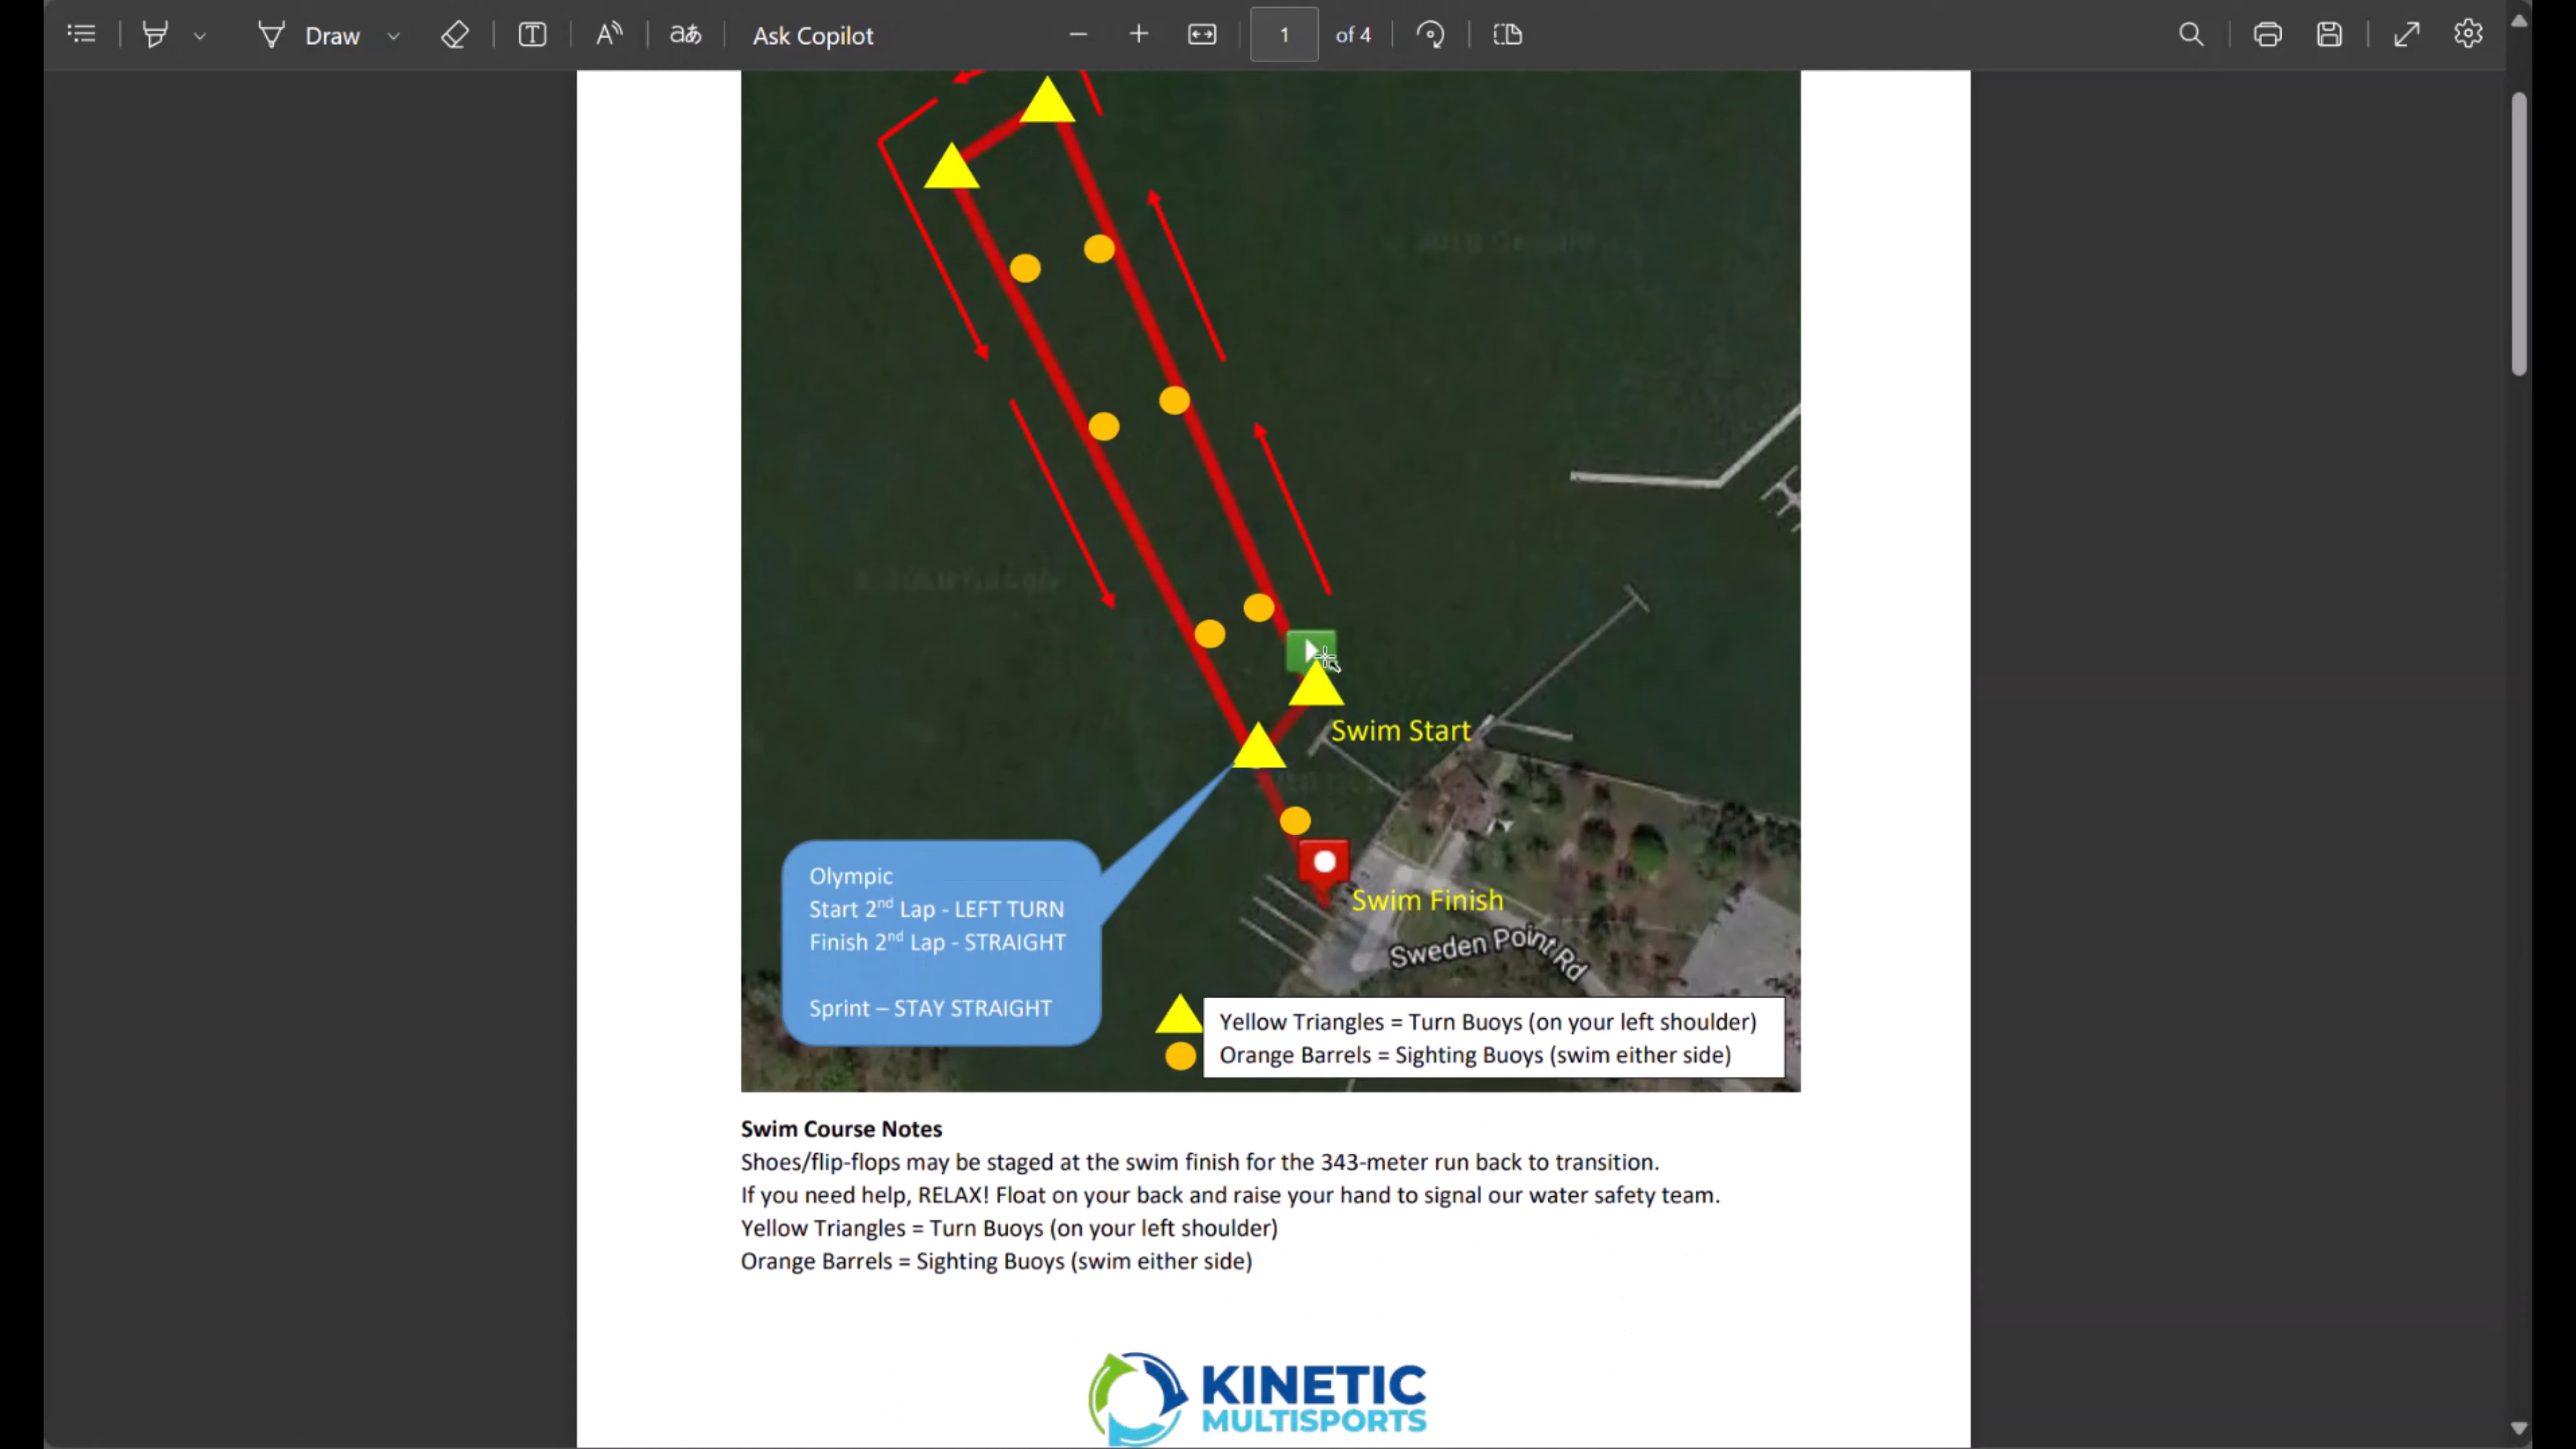 Draw
aあ
Ask Copilot
1
of 4
Swim Start
Olympic
Start 2nd Lap - LEFT TURN
Finish 2nd Lap - STRAIGHT
Sprint – STAY STRAIGHT
Swim Finish
Sweden Point Rd
Yellow Triangles = Turn Buoys (on your left shoulder)
Orange Barrels = Sighting Buoys (swim either side)
Swim Course Notes
Shoes/flip-flops may be staged at the swim finish for the 343-meter run back to transition.
If you need help, RELAX! Float on your back and raise your hand to signal our water safety team.
Yellow Triangles = Turn Buoys (on your left shoulder)
Orange Barrels = Sighting Buoys (swim either side)
KINETIC
MULTISPORTS